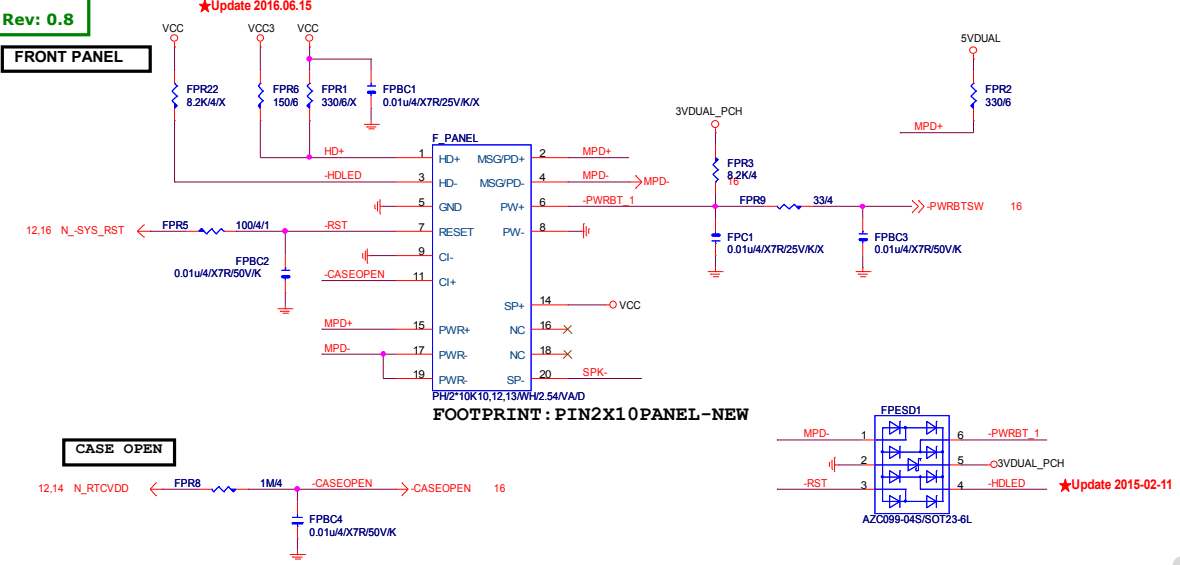 ★Update 2016.06.15
Rev: 0.8
FRONT PANEL
VCC
VCC3
VCC
5VDUAL
FPR22
8.2K/4/X
FPR6
150/6
FPR1
330/6/X
FPBC1
0.01u/4/X7R/25V/K/X
FPR2
330/6
MPD+
3VDUAL_PCH
FPR3
8.2K/4
F_PANEL
HD+ 1 HD+ MSG/PD+ 2 MPD+
-HDLED 3 HD- MSG/PD- 4 MPD- MPD- 16
5 GND PW+ 6 -PWRBT_1 FPR9 33/4 -PWRBTSW 16
12,16 N_-SYS_RST FPR5 100/4/1 -RST 7 RESET PW- 8
FPC1
0.01u/4/X7R/25V/K/X
FPBC3
0.01u/4/X7R/50V/K
FPBC2
0.01u/4/X7R/50V/K
9 CI-
-CASEOPEN 11 CI+
SP+ 14 VCC
MPD+ 15 PWR+ NC 16
MPD- 17 PWR- NC 18
19 PWR- SP- 20 SPK-
PH/2*10K10,12,13/WH/2.54/VA/D
FOOTPRINT:PIN2X10PANEL-NEW
CASE OPEN
12,14 N_RTCVDD FPR8 1M/4 -CASEOPEN -CASEOPEN 16
FPBC4
0.01u/4/X7R/50V/K
FPESD1
MPD- 1 6 -PWRBT_1
2 5 3VDUAL_PCH
-RST 3 4 -HDLED ★Update 2015-02-11
AZC099-04S/SOT23-6L